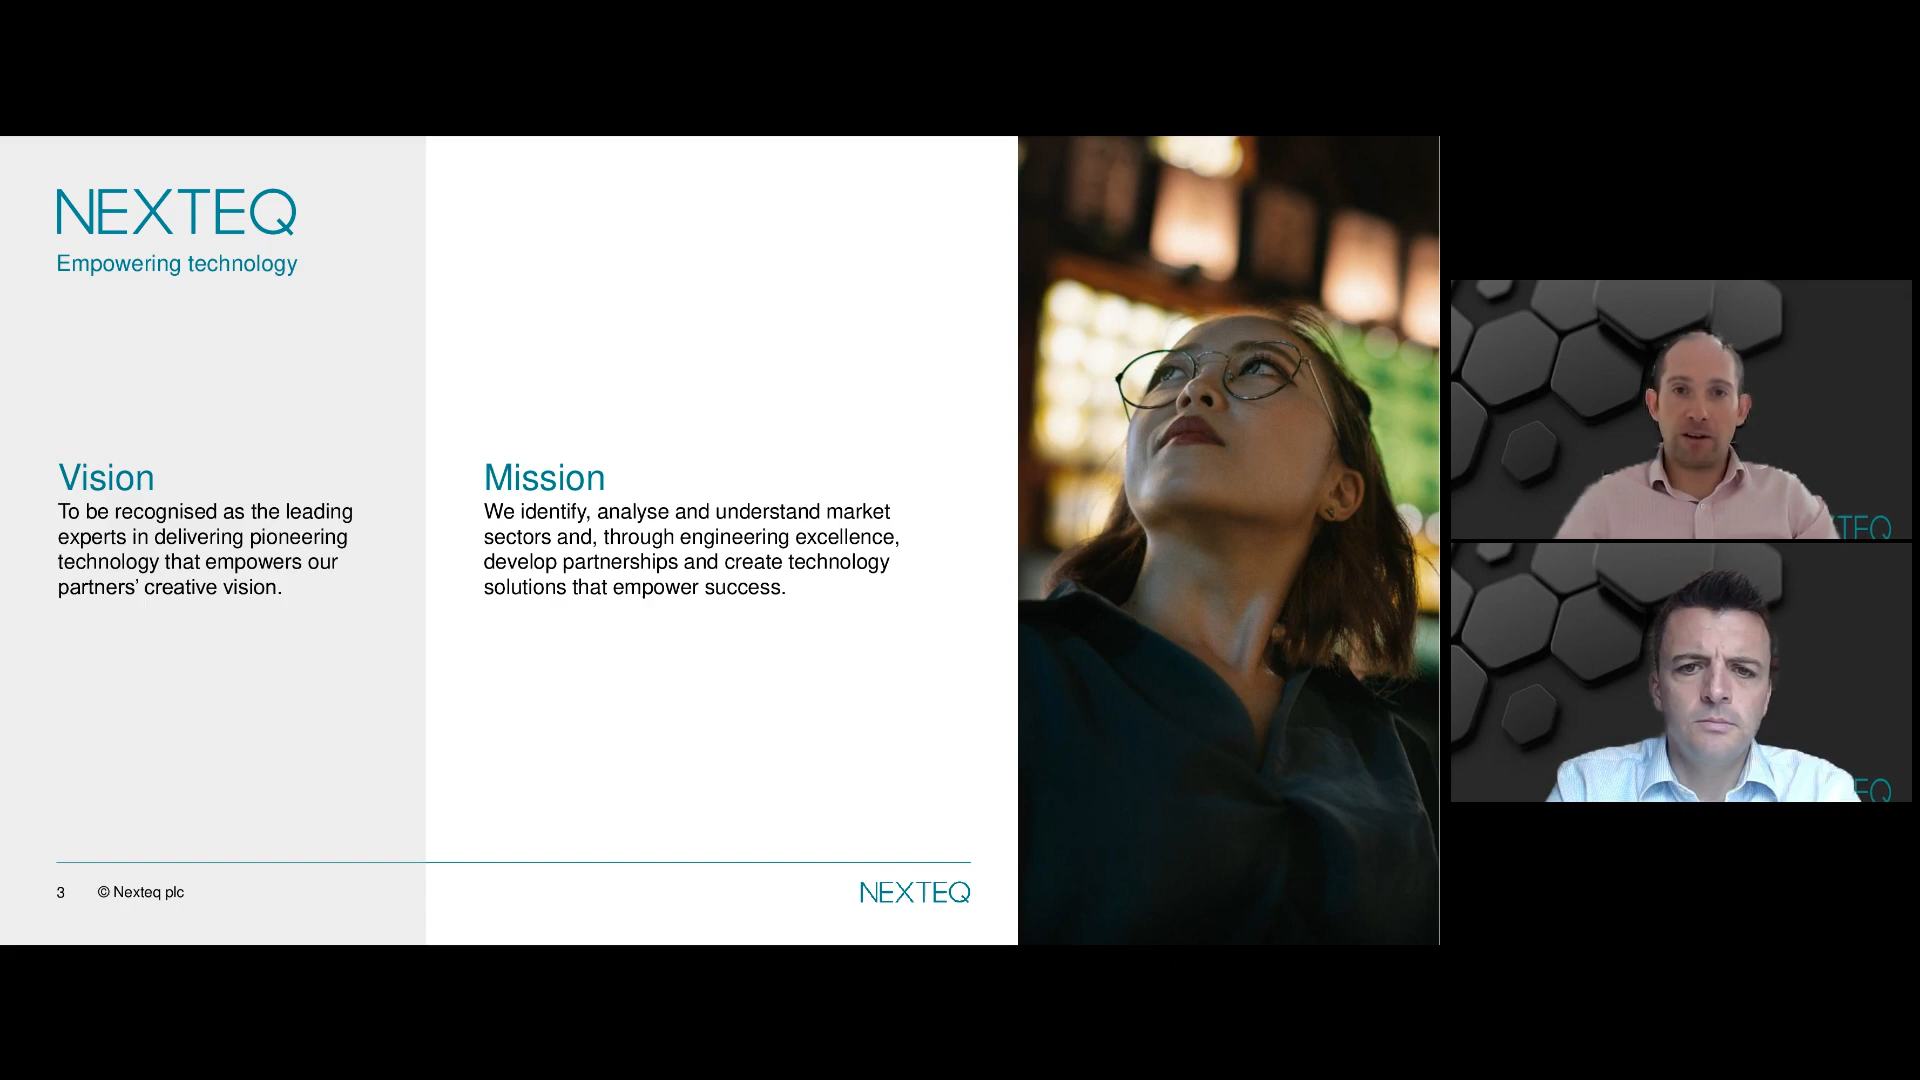 NEXTEQ
Empowering technology
Vision
To be recognised as the leading
experts in delivering pioneering
technology that empowers our
partners’ creative vision.
Mission
We identify, analyse and understand market
sectors and, through engineering excellence,
develop partnerships and create technology
solutions that empower success.
3 © Nexteq plc
NEXTEQ
TEQ
EQ